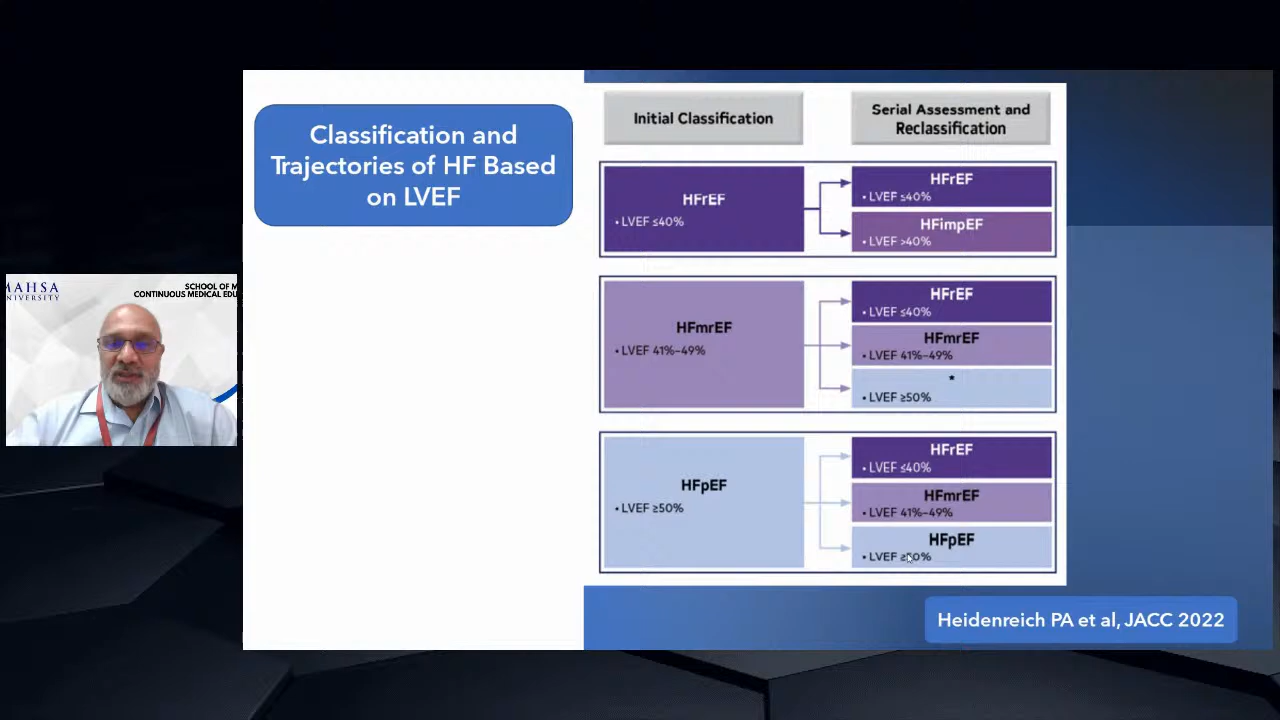 Classification and
Trajectories of HF Based
on LVEF
Initial Classification
Serial Assessment and
Reclassification
HFrEF
• LVEF ≤40%
HFrEF
• LVEF ≤40%
HFimpEF
• LVEF >40%
HFmrEF
• LVEF 41%–49%
HFrEF
• LVEF ≤40%
HFmrEF
• LVEF 41%–49%
*
• LVEF ≥50%
HFpEF
• LVEF ≥50%
HFrEF
• LVEF ≤40%
HFmrEF
• LVEF 41%–49%
HFpEF
• LVEF ≥50%
Heidenreich PA et al, JACC 2022
MAHSA
UNIVERSITY
SCHOOL OF M
CONTINUOUS MEDICAL EDU